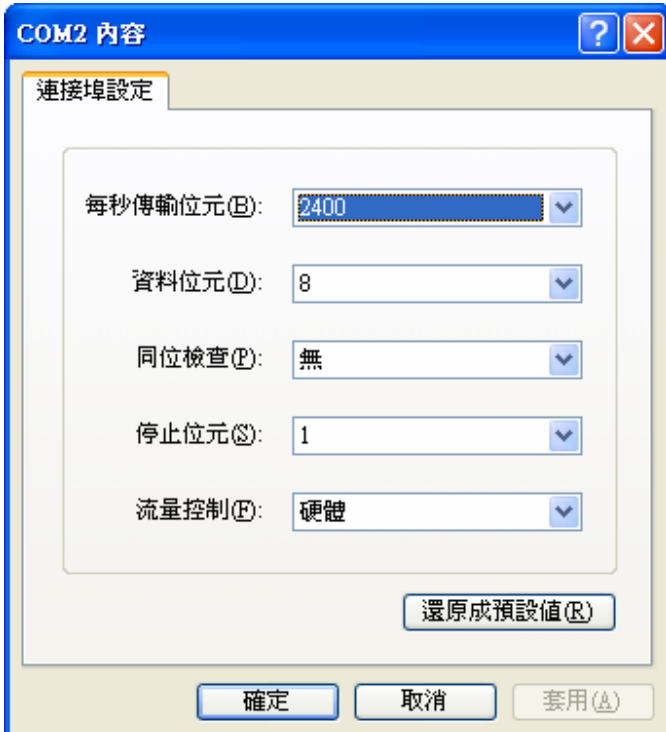 COM2 內容
連接埠設定
每秒傳輸位元(B): 2400
資料位元(D): 8
同位檢查(P): 無
停止位元(S): 1
流量控制(F): 硬體
還原成預設值(R)
確定 取消 套用(A)